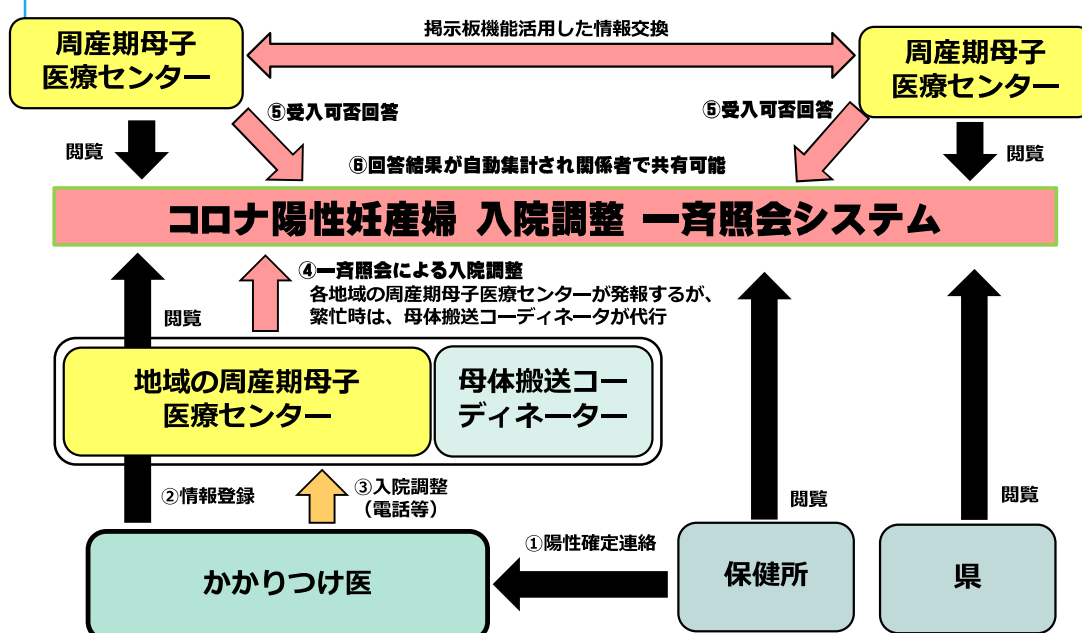 掲示板機能活用した情報交換
周産期母子
医療センター
周産期母子
医療センター
⑤受入可否回答
⑤受入可否回答
閲覧
閲覧
⑥回答結果が自動集計され関係者で共有可能
コロナ陽性妊産婦 入院調整 一斉照会システム
④一斉照会による入院調整
各地域の周産期母子医療センターが発報するが、
繁忙時は、母体搬送コーディネータが代行
閲覧
地域の周産期母子
医療センター
母体搬送コー
ディネーター
②情報登録
③入院調整
（電話等）
閲覧
閲覧
①陽性確定連絡
かかりつけ医
保健所
県